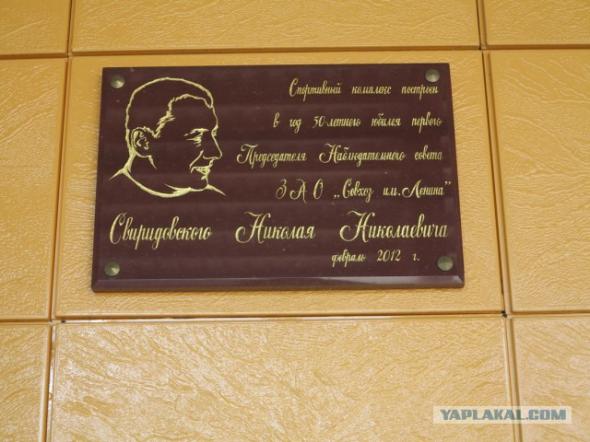 Спортивный комплекс построен
в год 50-летнего юбилея первого
Председателя Наблюдательного совета
ЗАО „Совхоз им. Ленина"
Свиридовского Николая Николаевича
февраль 2012 г.
YAPLAKAL.COM